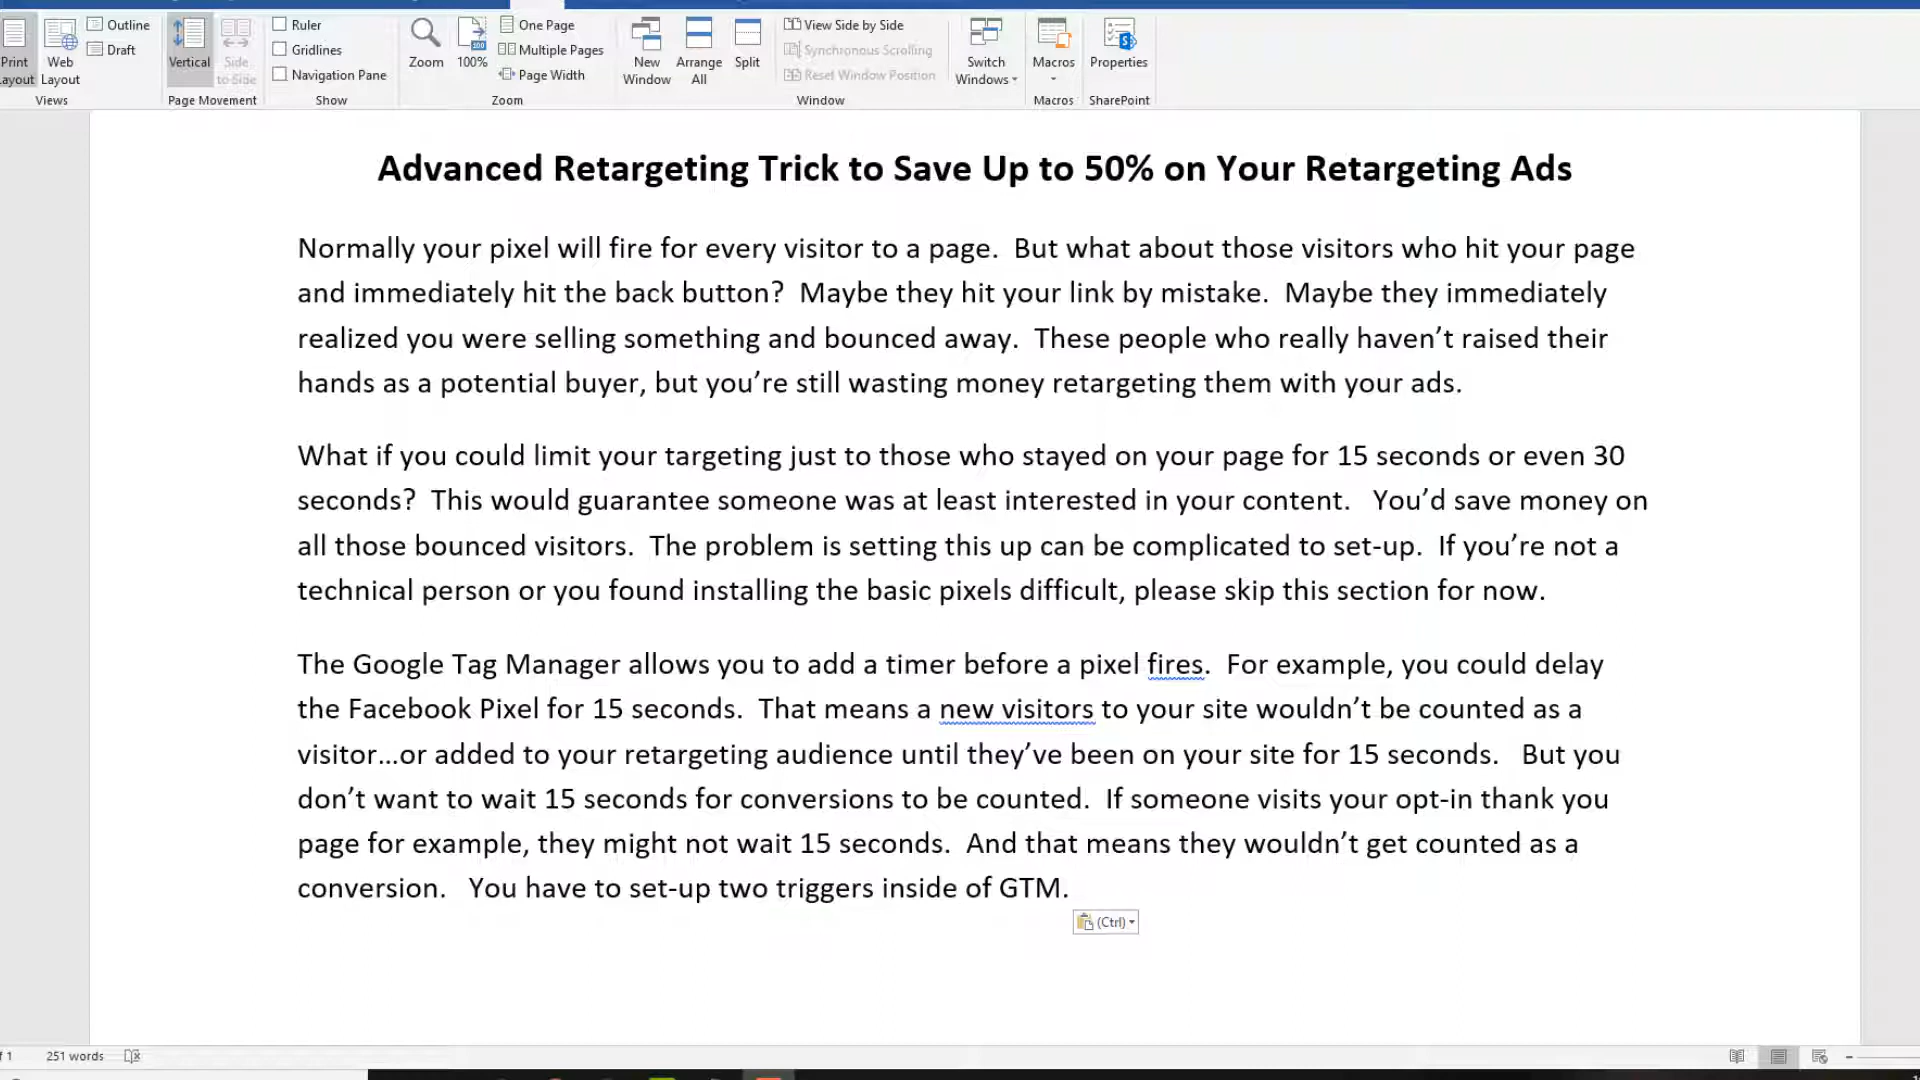 Print Layout
Web Layout
Outline
Draft
Views
Vertical
Side to Side
Page Movement
Ruler
Gridlines
Navigation Pane
Show
Zoom
100
100%
One Page
Multiple Pages
Page Width
Zoom
New Window
Arrange All
Split
View Side by Side
Synchronous Scrolling
Reset Window Position
Window
Switch Windows
Macros
Macros
Properties
SharePoint
Advanced Retargeting Trick to Save Up to 50% on Your Retargeting Ads
Normally your pixel will fire for every visitor to a page.  But what about those visitors who hit your page
and immediately hit the back button?  Maybe they hit your link by mistake.  Maybe they immediately
realized you were selling something and bounced away.  These people who really haven’t raised their
hands as a potential buyer, but you’re still wasting money retargeting them with your ads.
What if you could limit your targeting just to those who stayed on your page for 15 seconds or even 30
seconds?  This would guarantee someone was at least interested in your content.   You’d save money on
all those bounced visitors.  The problem is setting this up can be complicated to set-up.  If you’re not a
technical person or you found installing the basic pixels difficult, please skip this section for now.
The Google Tag Manager allows you to add a timer before a pixel fires.  For example, you could delay
the Facebook Pixel for 15 seconds.  That means a new visitors to your site wouldn’t be counted as a
visitor…or added to your retargeting audience until they’ve been on your site for 15 seconds.   But you
don’t want to wait 15 seconds for conversions to be counted.  If someone visits your opt-in thank you
page for example, they might not wait 15 seconds.  And that means they wouldn’t get counted as a
conversion.   You have to set-up two triggers inside of GTM.
(Ctrl)
f 1
251 words